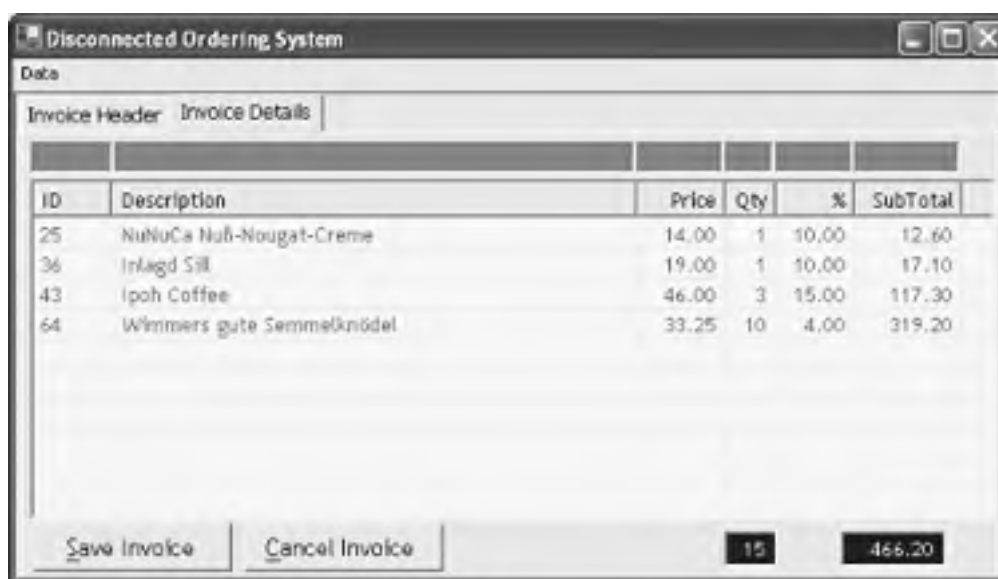 Disconnected Ordering System
Data
Invoice Header Invoice Details
ID Description Price Qty % SubTotal
25 NuNuCa Nuß-Nougat-Creme 14.00 1 10.00 12.60
36 Inlagd Sill 19.00 1 10.00 17.10
43 Ipoh Coffee 46.00 3 15.00 117.30
64 Wimmers gute Semmelknödel 33.25 10 4.00 319.20
Save Invoice Cancel Invoice 15 466.20